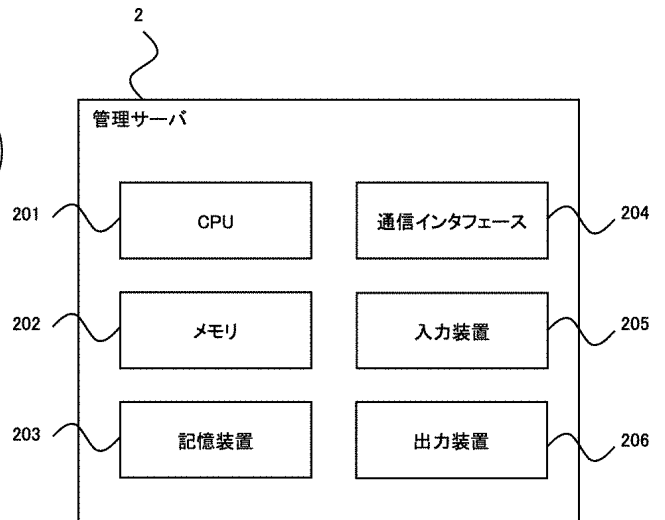 2
管理サーバ
201
CPU
通信インタフェース
204
202
メモリ
入力装置
205
203
記憶装置
出力装置
206